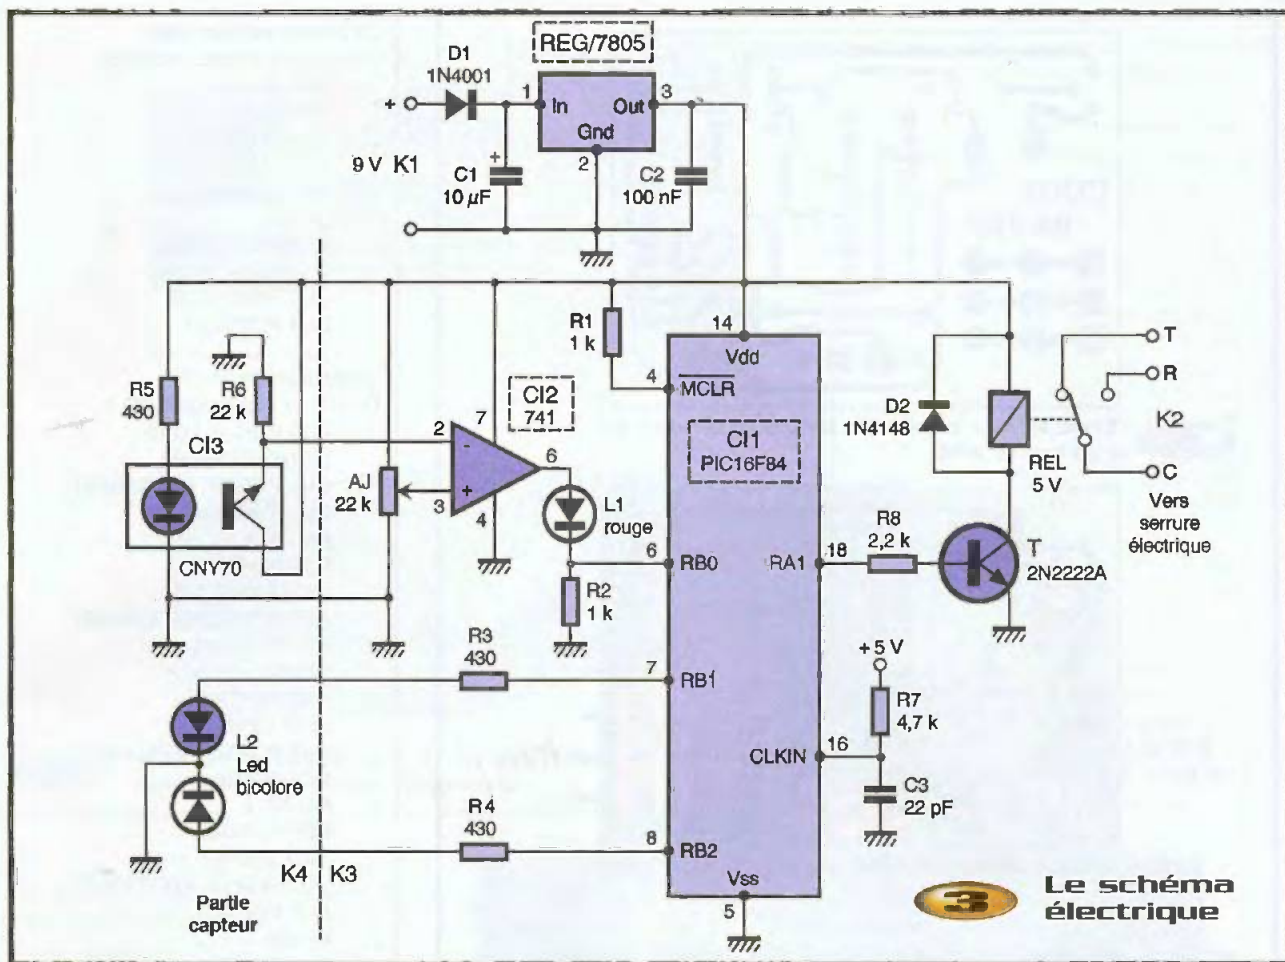 REG/7805
D1
1N4001
+
1
In
Out
3
Gnd
2
9 V K1
+
C1
10 µF
C2
100 nF
R1
1 k
14
Vdd
T
R5
430
R6
22 k
4
MCLR
R
CI2
741
7
D2
1N4148
K2
CI3
2
-
CI1
PIC16F84
REL
5 V
C
AJ
22 k
+
3
6
4
L1
rouge
Vers
serrure
électrique
R8
2,2 k
T
2N2222A
CNY70
6
RB0
RA1
18
R2
1 k
R3
430
7
RB1
+ 5 V
R7
4,7 k
L2
Led
bicolore
CLKIN
16
C3
22 pF
R4
430
8
RB2
K4
K3
Vss
5
Partie
capteur
3
Le schéma
électrique